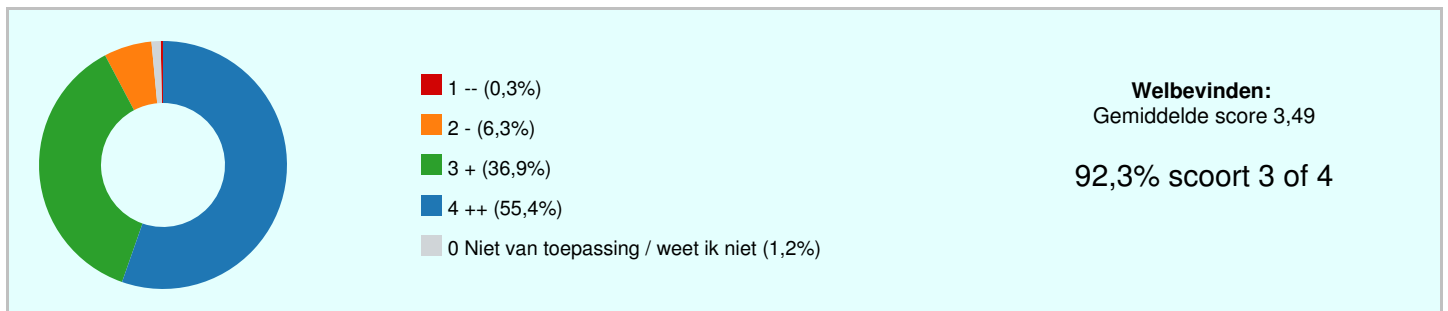 1 -- (0,3%)
2 - (6,3%)
3 + (36,9%)
4 ++ (55,4%)
0 Niet van toepassing / weet ik niet (1,2%)
Welbevinden:
Gemiddelde score 3,49
92,3% scoort 3 of 4